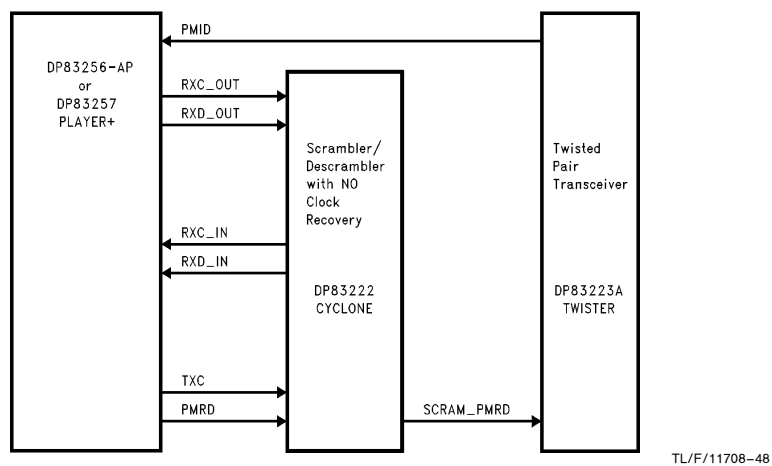 PMID
DP83256-AP
or
DP83257
PLAYER+
RXC_OUT
RXD_OUT
Scrambler/
Descrambler
with NO
Clock
Recovery
Twisted
Pair
Transceiver
RXC_IN
RXD_IN
DP83222
CYCLONE
DP83223A
TWISTER
TXC
PMRD
SCRAM_PMRD
TL/F/11708–48